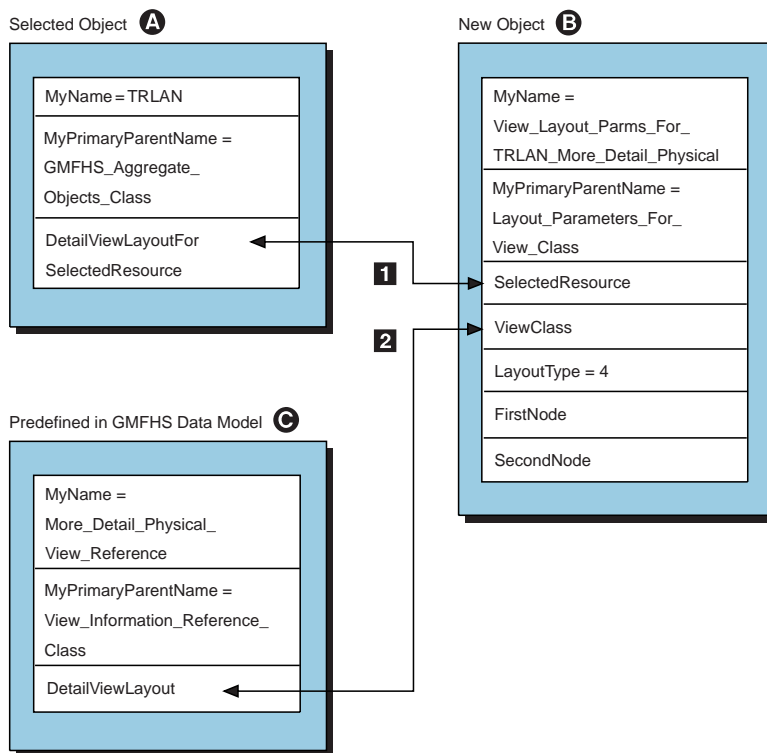 Selected Object A
MyName = TRLAN
MyPrimaryParentName =
GMFHS_Aggregate_
Objects_Class
DetailViewLayoutFor
SelectedResource
New Object B
MyName =
View_Layout_Parms_For_
TRLAN_More_Detail_Physical
MyPrimaryParentName =
Layout_Parameters_For_
View_Class
SelectedResource
ViewClass
LayoutType = 4
FirstNode
SecondNode
1
2
Predefined in GMFHS Data Model C
MyName =
More_Detail_Physical_
View_Reference
MyPrimaryParentName =
View_Information_Reference_
Class
DetailViewLayout